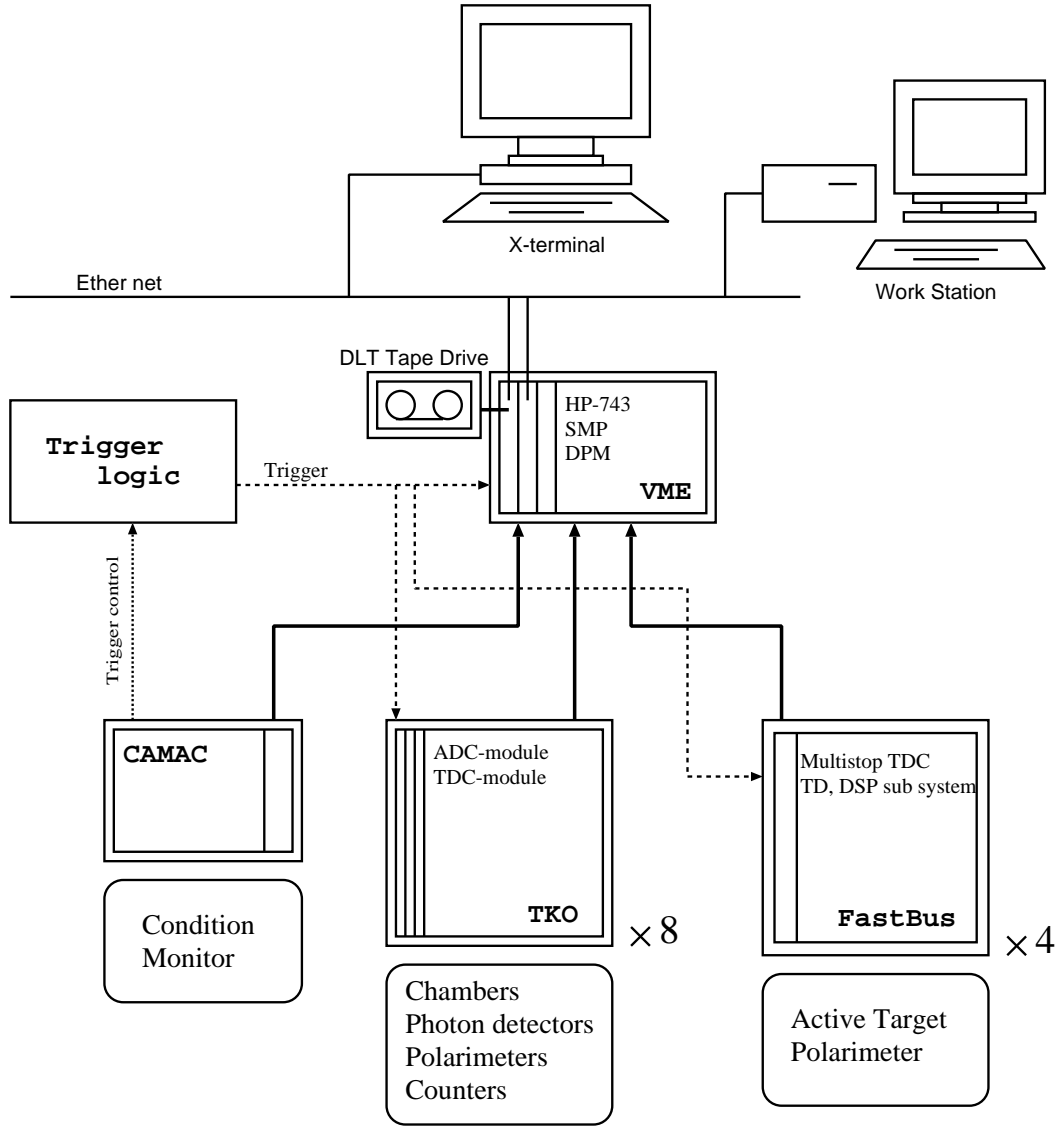 X-terminal
Ether net
Work Station
DLT Tape Drive
HP-743
SMP
DPM
VME
Trigger
logic
Trigger
Trigger control
CAMAC
ADC-module
TDC-module
TKO
×8
Multistop TDC
TD, DSP sub system
FastBus
×4
Condition
Monitor
Chambers
Photon detectors
Polarimeters
Counters
Active Target
Polarimeter